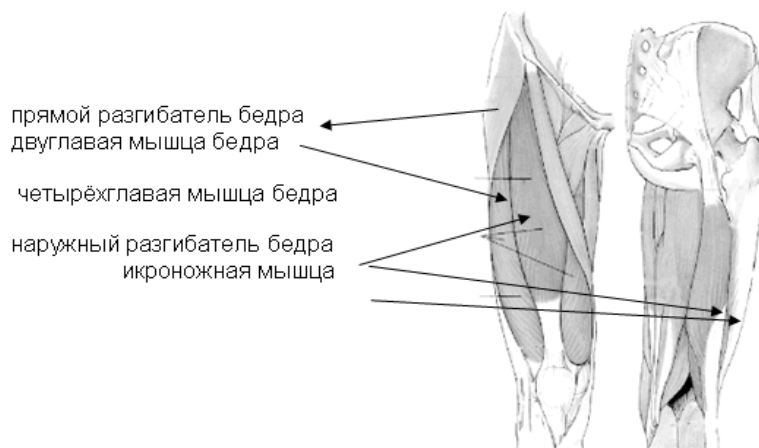 прямой разгибатель бедра
двуглавая мышца бедра
четырёхглавая мышца бедра
наружный разгибатель бедра
икроножная мышца